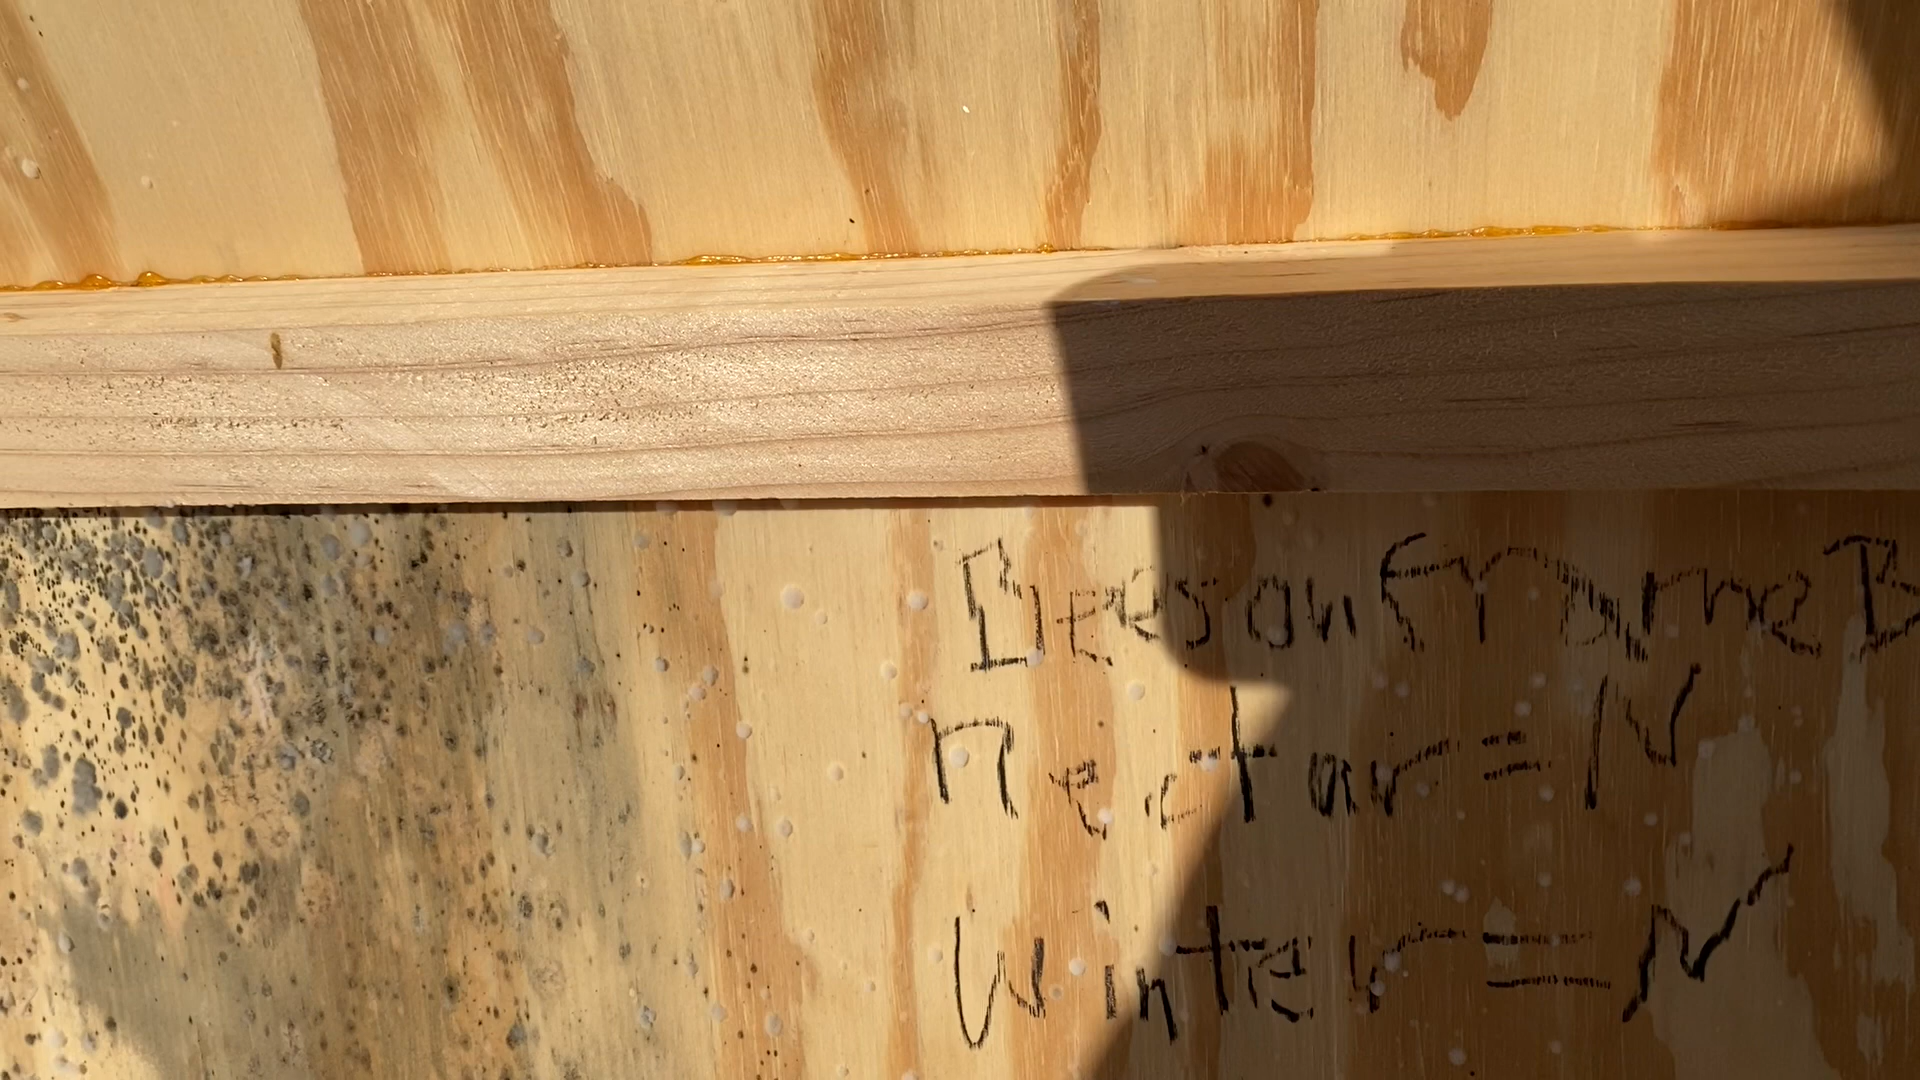 Bees on frame B
nectar = N
Winter = N